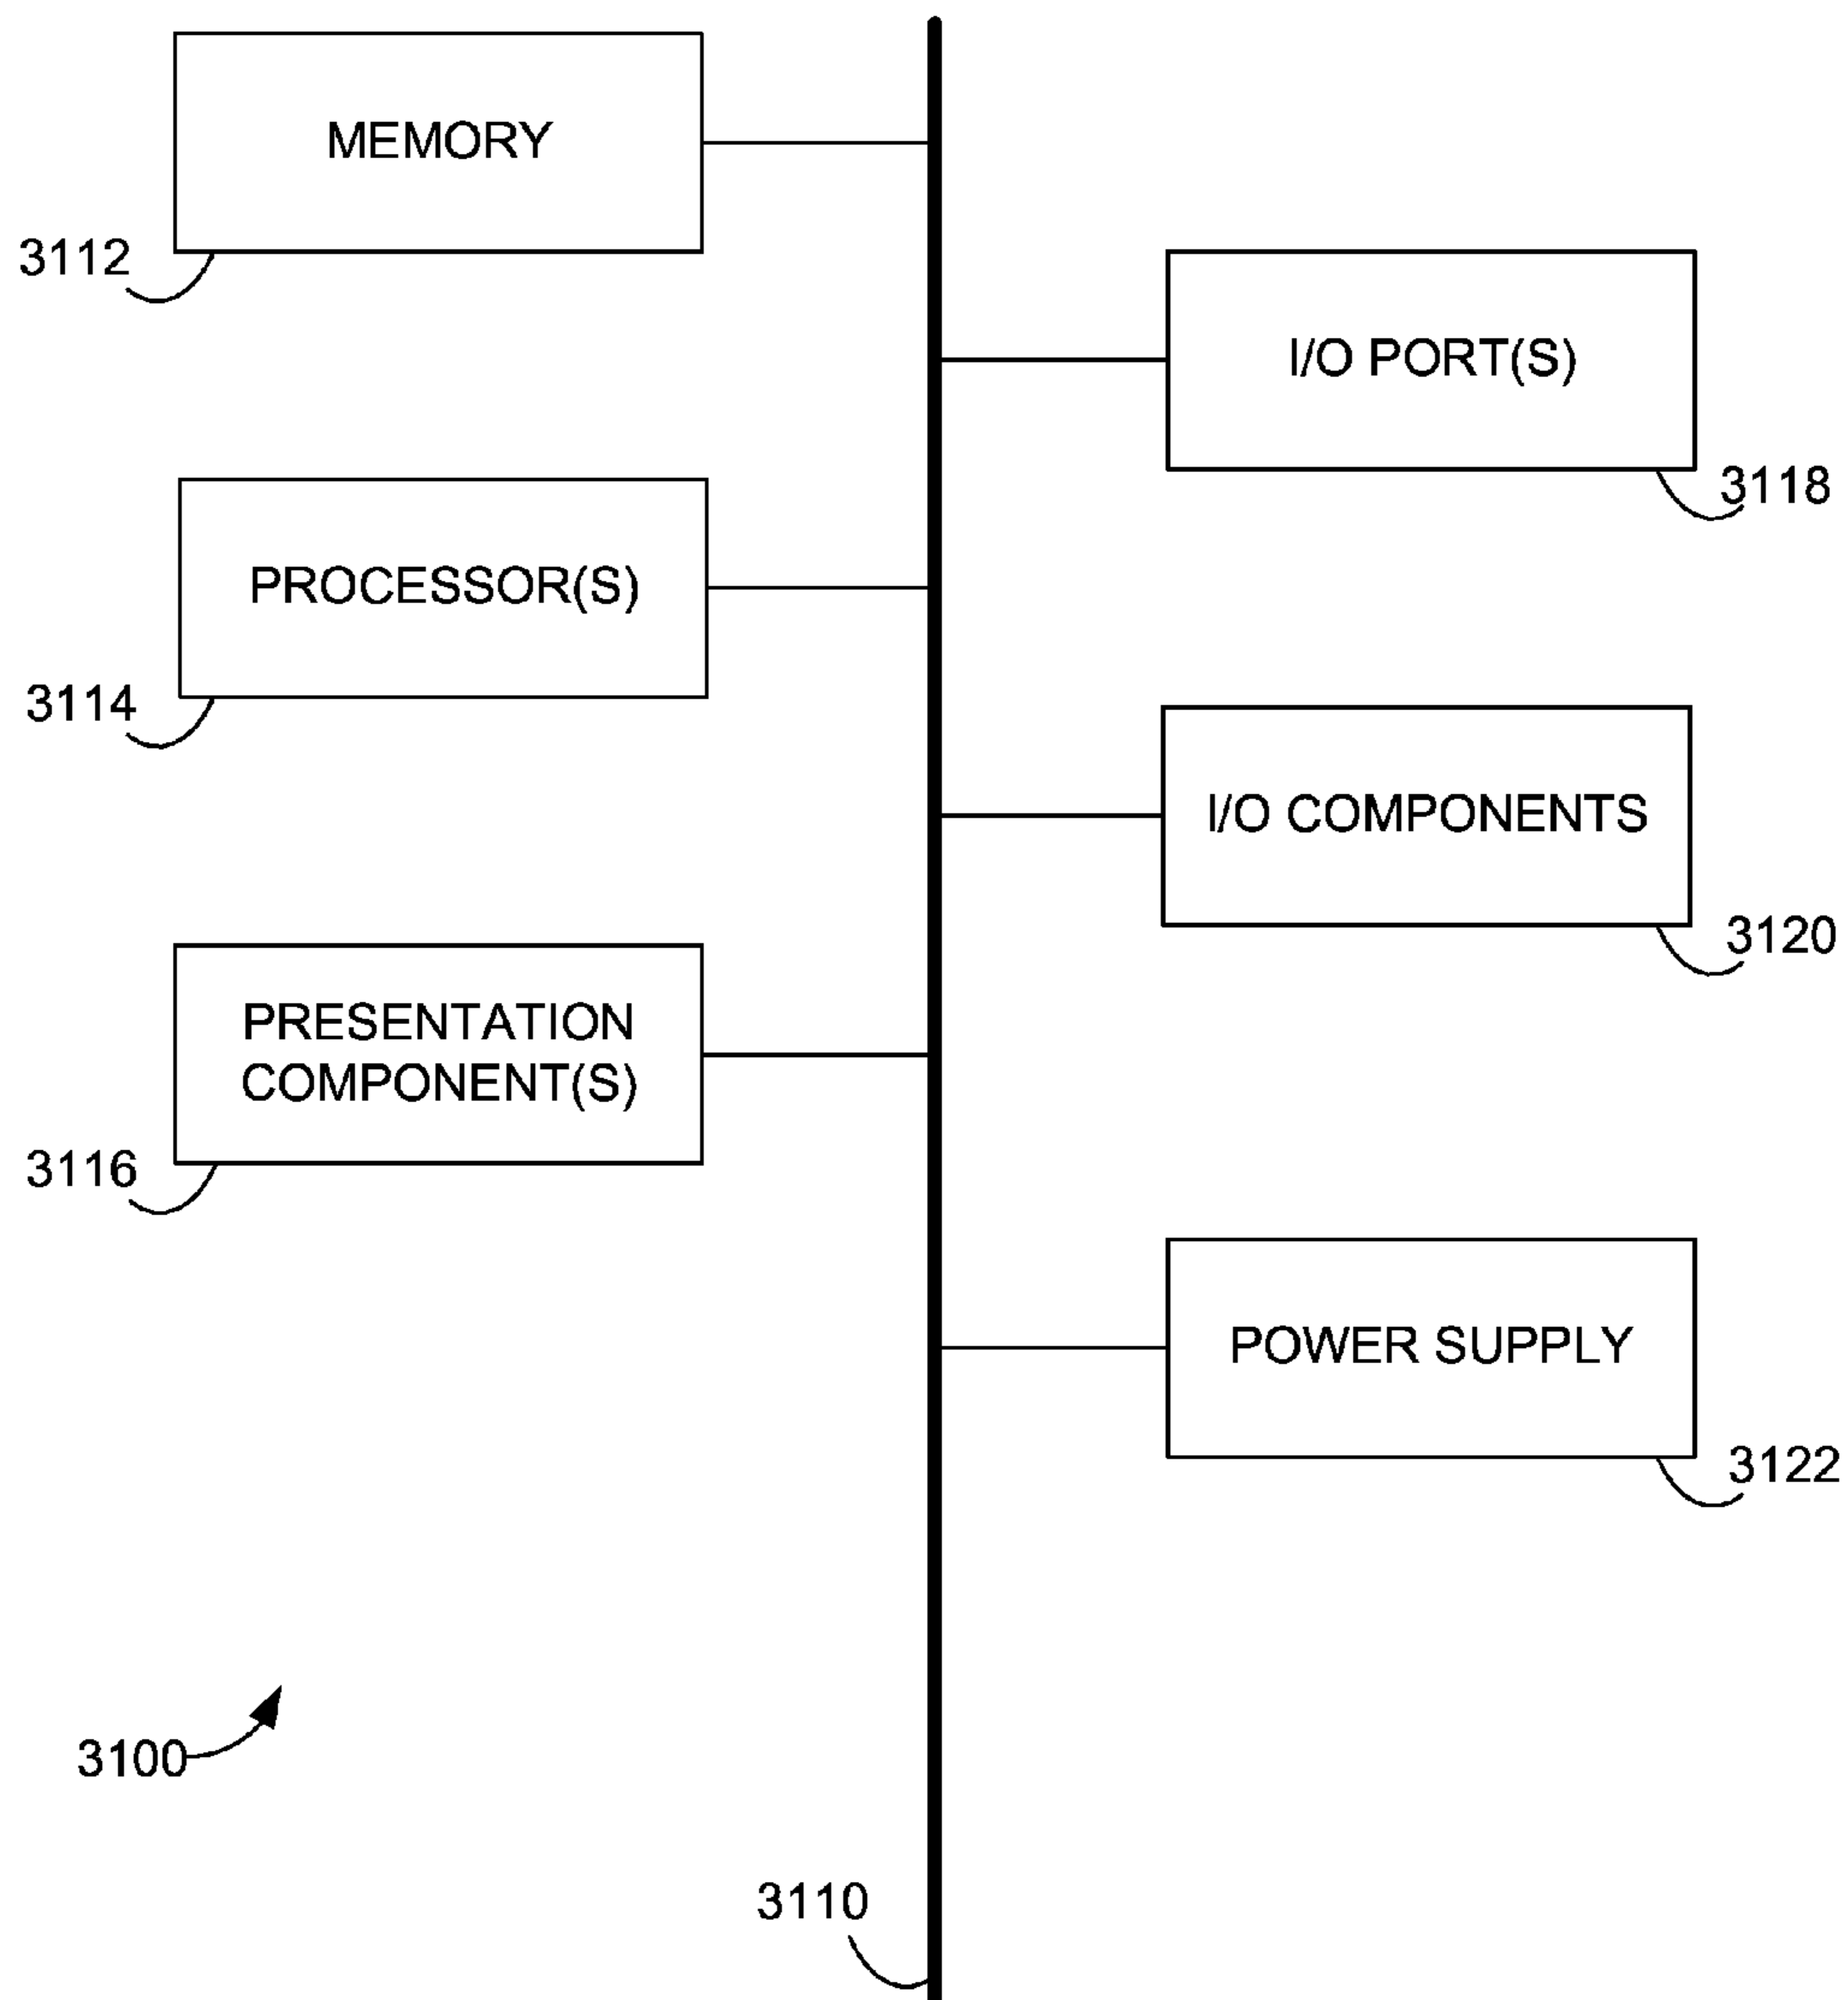 MEMORY
3112
I/O PORT(S)
3118
PROCESSOR(S)
3114
I/O COMPONENTS
3120
PRESENTATION
COMPONENT(S)
3116
POWER SUPPLY
3122
3100
3110